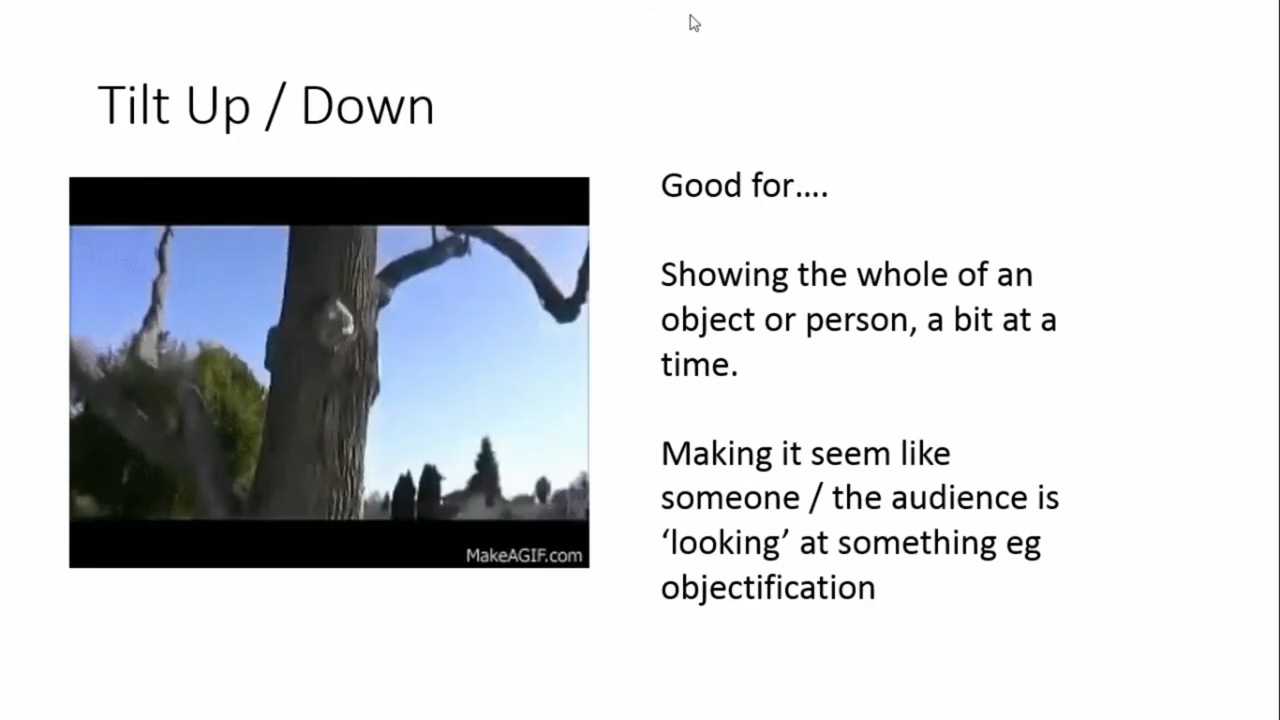 Tilt Up / Down
Good for....
Showing the whole of an
object or person, a bit at a
time.
Making it seem like
someone / the audience is
‘looking’ at something eg
objectification
MakeAGIF.com